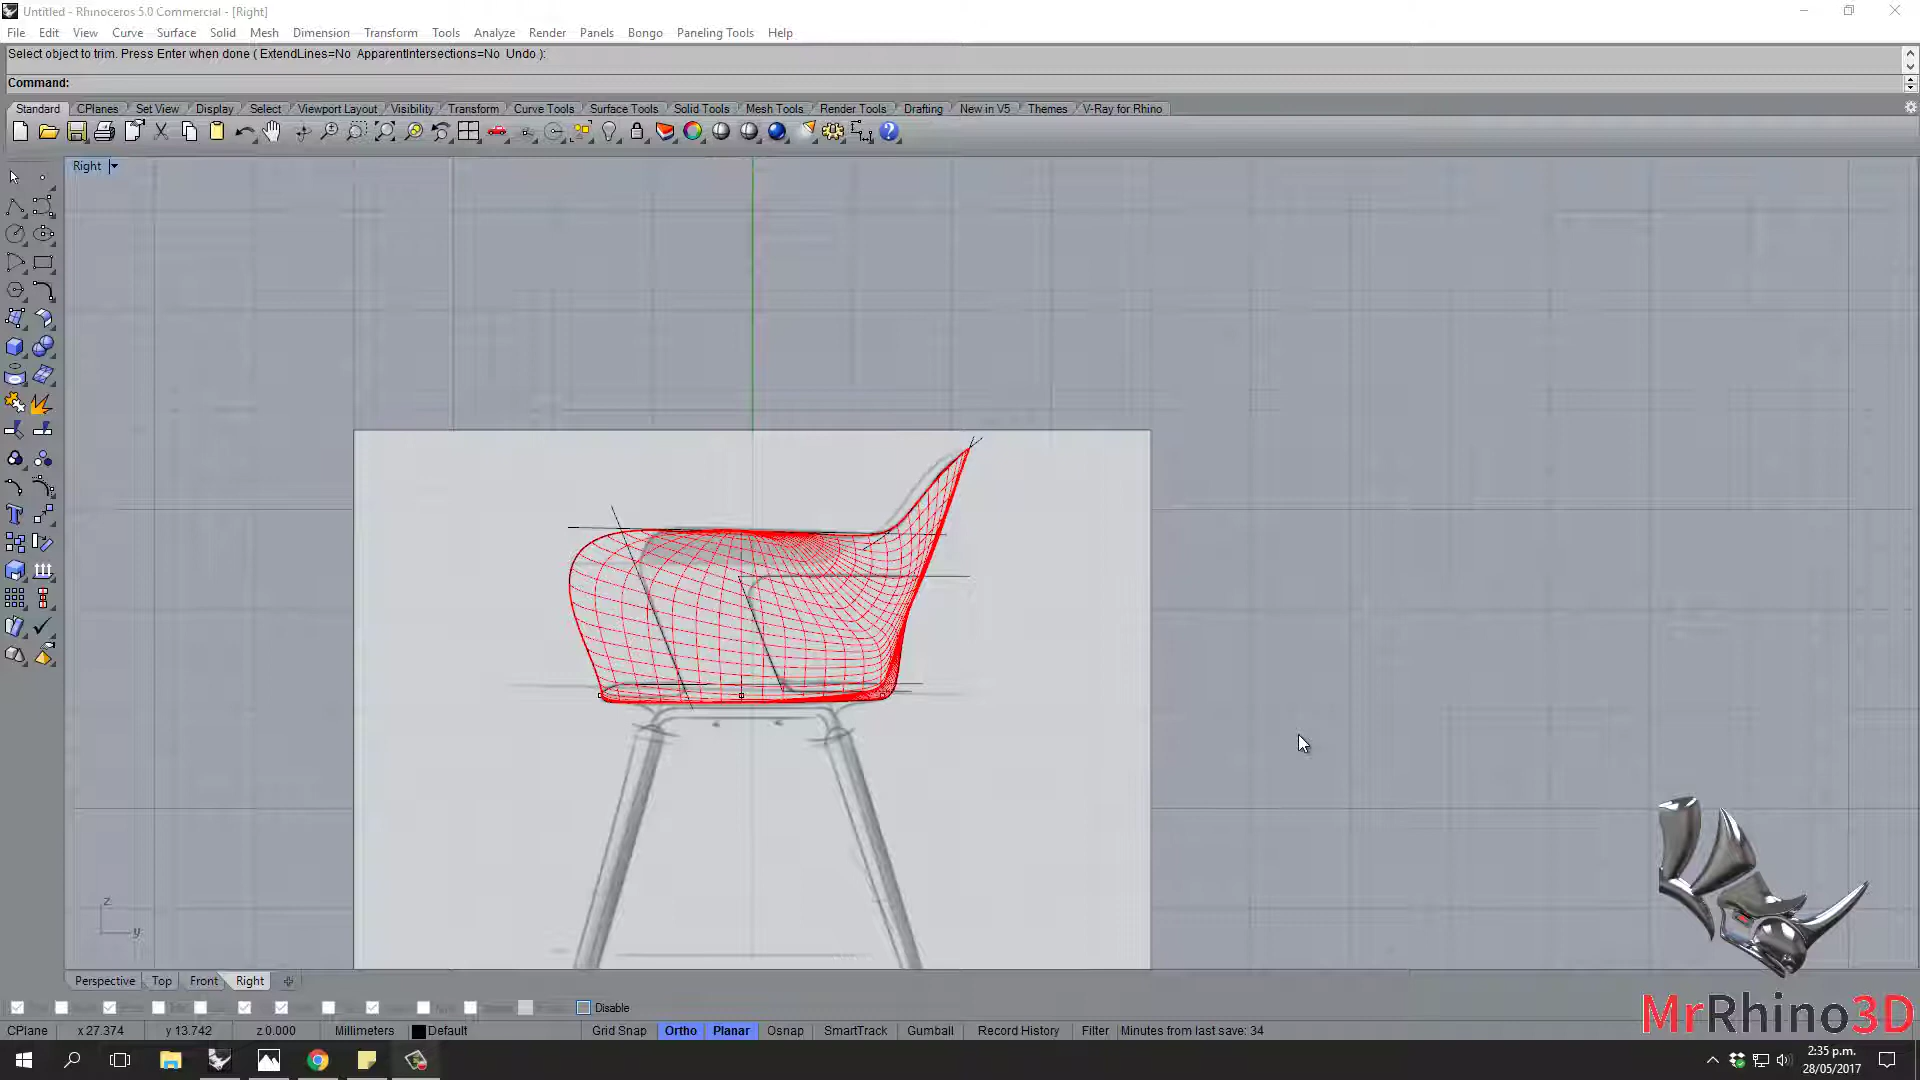 Untitled - Rhinoceros 5.0 Commercial - [Right]
File Edit View Curve Surface Solid Mesh Dimension Transform Tools Analyze Render Panels Bongo Paneling Tools Help
Select object to trim. Press Enter when done ( ExtendLines=No ApparentIntersections=No Undo ):
Command:
Standard CPlanes Set View Display Select Viewport Layout Visibility Transform Curve Tools Surface Tools Solid Tools Mesh Tools Render Tools Drafting New in V5 Themes V-Ray for Rhino
Right
z
y
Perspective Top Front Right
Disable
CPlane x 27.374 y 13.742 z 0.000 Millimeters Default Grid Snap Ortho Planar Osnap SmartTrack Gumball Record History Filter Minutes from last save: 34
MrRhino3D
2:35 p.m.
28/05/2017